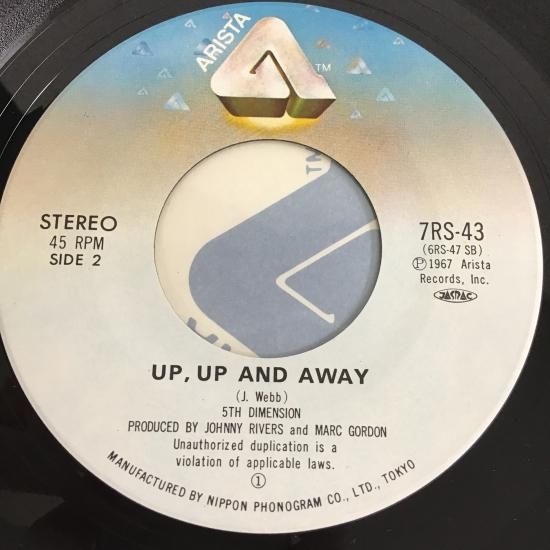 ARISTA
TM
STEREO
45 RPM
SIDE 2
7RS-43
(6RS-47 SB)
Ⓟ1967 Arista
Records, Inc.
JASRAC
UP, UP AND AWAY
(J. Webb)
5TH DIMENSION
PRODUCED BY JOHNNY RIVERS and MARC GORDON
Unauthorized duplication is a
violation of applicable laws.
①
MANUFACTURED BY NIPPON PHONOGRAM CO., LTD., TOKYO
TM